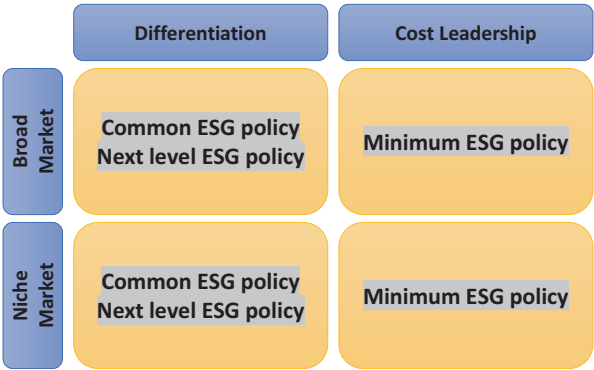 Differentiation
Cost Leadership
Broad
Market
Common ESG policy
Next level ESG policy
Minimum ESG policy
Niche
Market
Common ESG policy
Next level ESG policy
Minimum ESG policy